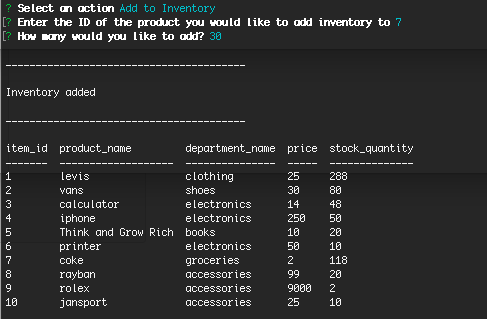 ? Select an action Add to Inventory
[? Enter the ID of the product you would like to add inventory to 7
[? How many would you like to add? 30
----------------------------------------
Inventory added
----------------------------------------
item_id  product_name         department_name  price  stock_quantity
-------  -------------------  ---------------  -----  --------------
1        levis                clothing         25     288
2        vans                 shoes            30     80
3        calculator           electronics      14     48
4        iphone               electronics      250    50
5        Think and Grow Rich  books            10     20
6        printer              electronics      50     10
7        coke                 groceries        2      118
8        rayban               accessories      99     20
9        rolex                accessories      9000   2
10       jansport             accessories      25     10